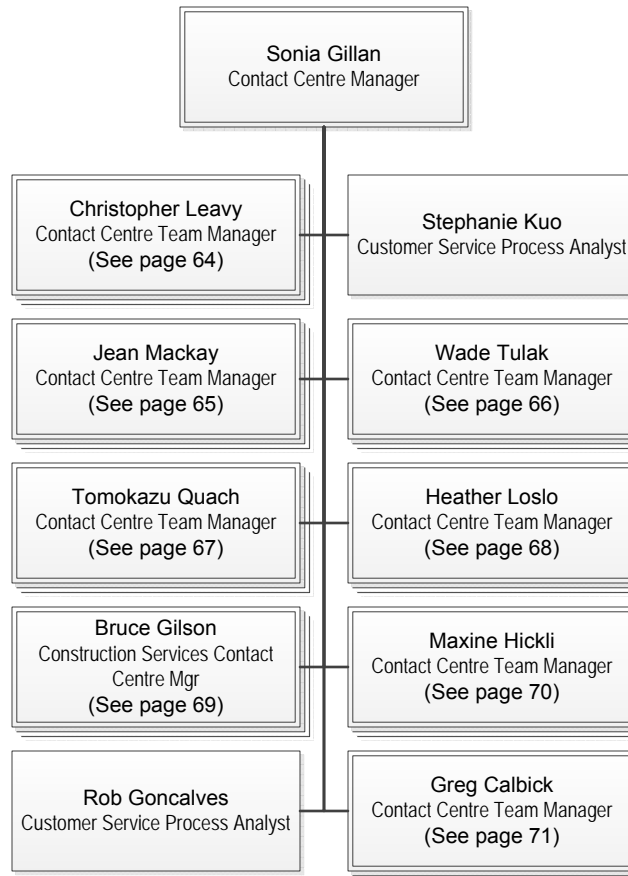 Sonia Gillan
Contact Centre Manager
Christopher Leavy
Contact Centre Team Manager
(See page 64)
Stephanie Kuo
Customer Service Process Analyst
Jean Mackay
Contact Centre Team Manager
(See page 65)
Wade Tulak
Contact Centre Team Manager
(See page 66)
Tomokazu Quach
Contact Centre Team Manager
(See page 67)
Heather Loslo
Contact Centre Team Manager
(See page 68)
Bruce Gilson
Construction Services Contact
Centre Mgr
(See page 69)
Maxine Hickli
Contact Centre Team Manager
(See page 70)
Rob Goncalves
Customer Service Process Analyst
Greg Calbick
Contact Centre Team Manager
(See page 71)